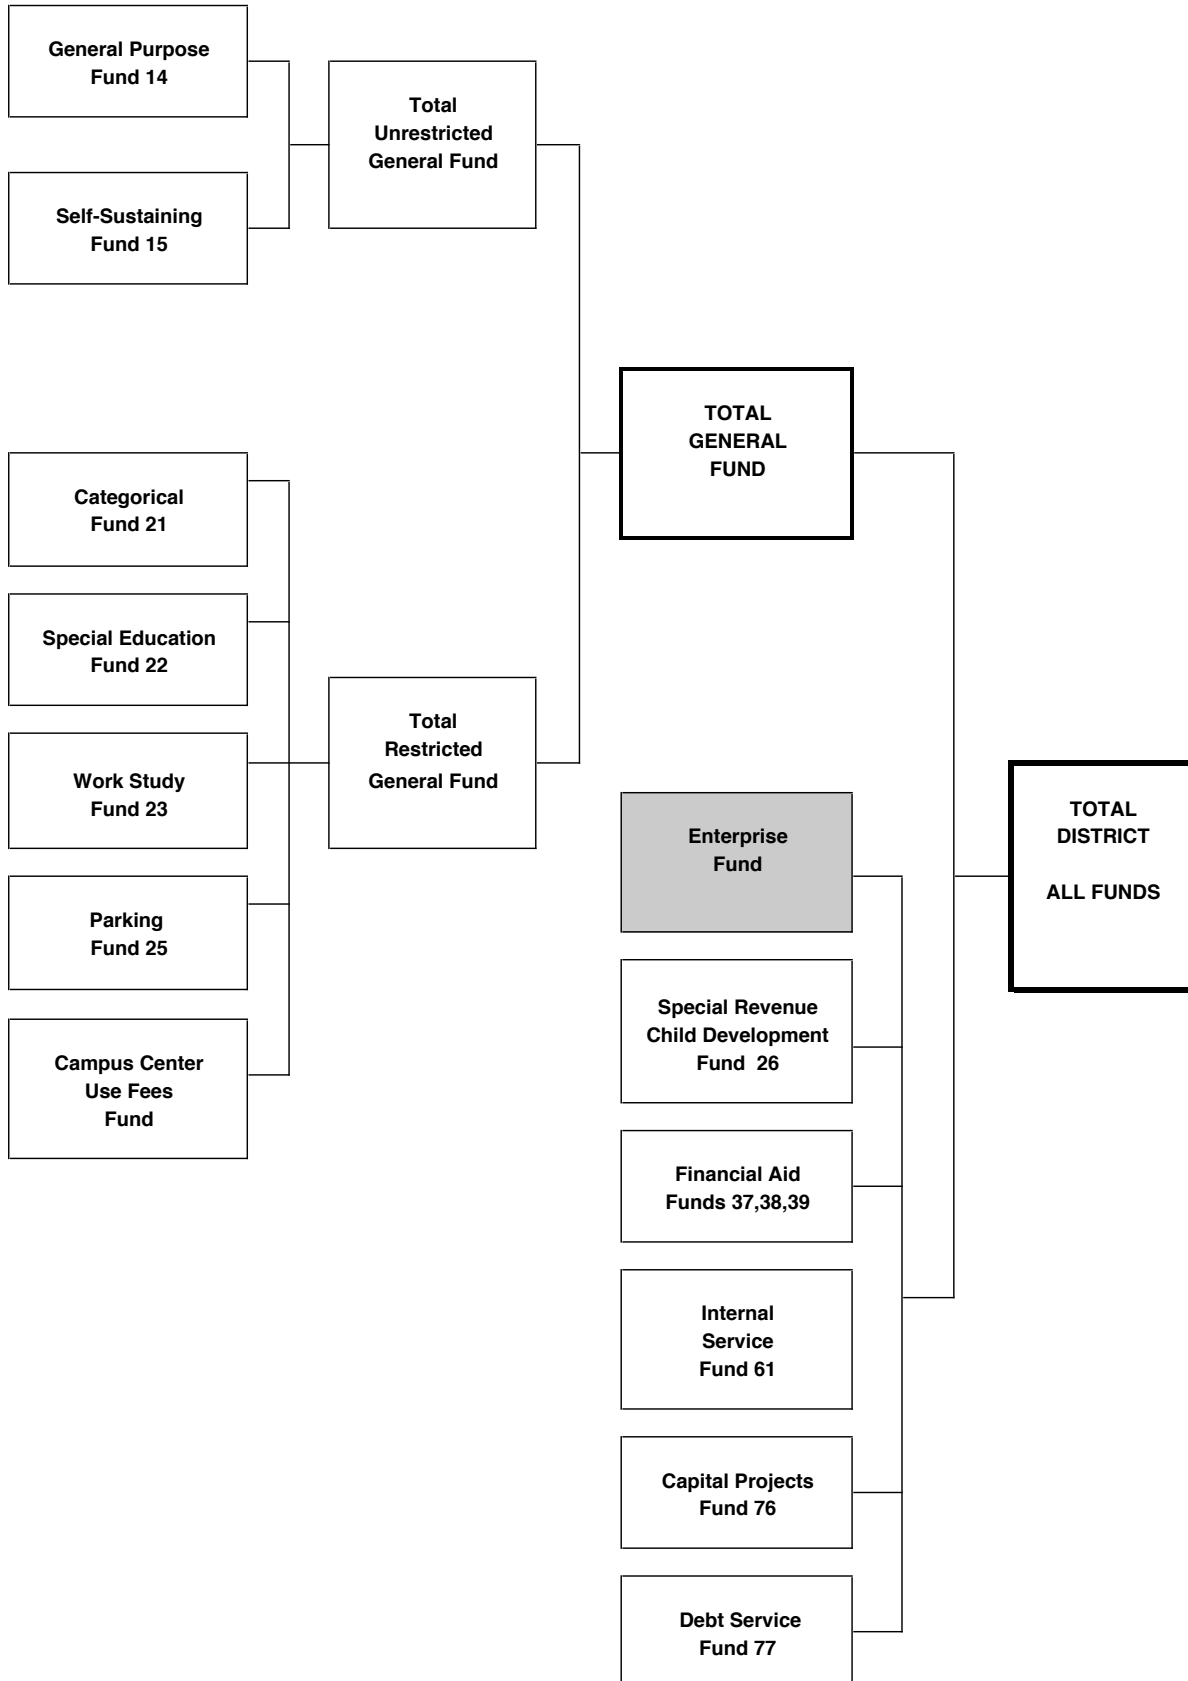 General Purpose
Fund 14
Self-Sustaining
Fund 15
Total
Unrestricted
General Fund
TOTAL
GENERAL
FUND
Categorical
Fund 21
Special Education
Fund 22
Work Study
Fund 23
Parking
Fund 25
Campus Center
Use Fees
Fund
Total
Restricted
General Fund
Enterprise
Fund
Special Revenue
Child Development
Fund  26
Financial Aid
Funds 37,38,39
Internal
Service
Fund 61
Capital Projects
Fund 76
Debt Service
Fund 77
TOTAL
DISTRICT
ALL FUNDS